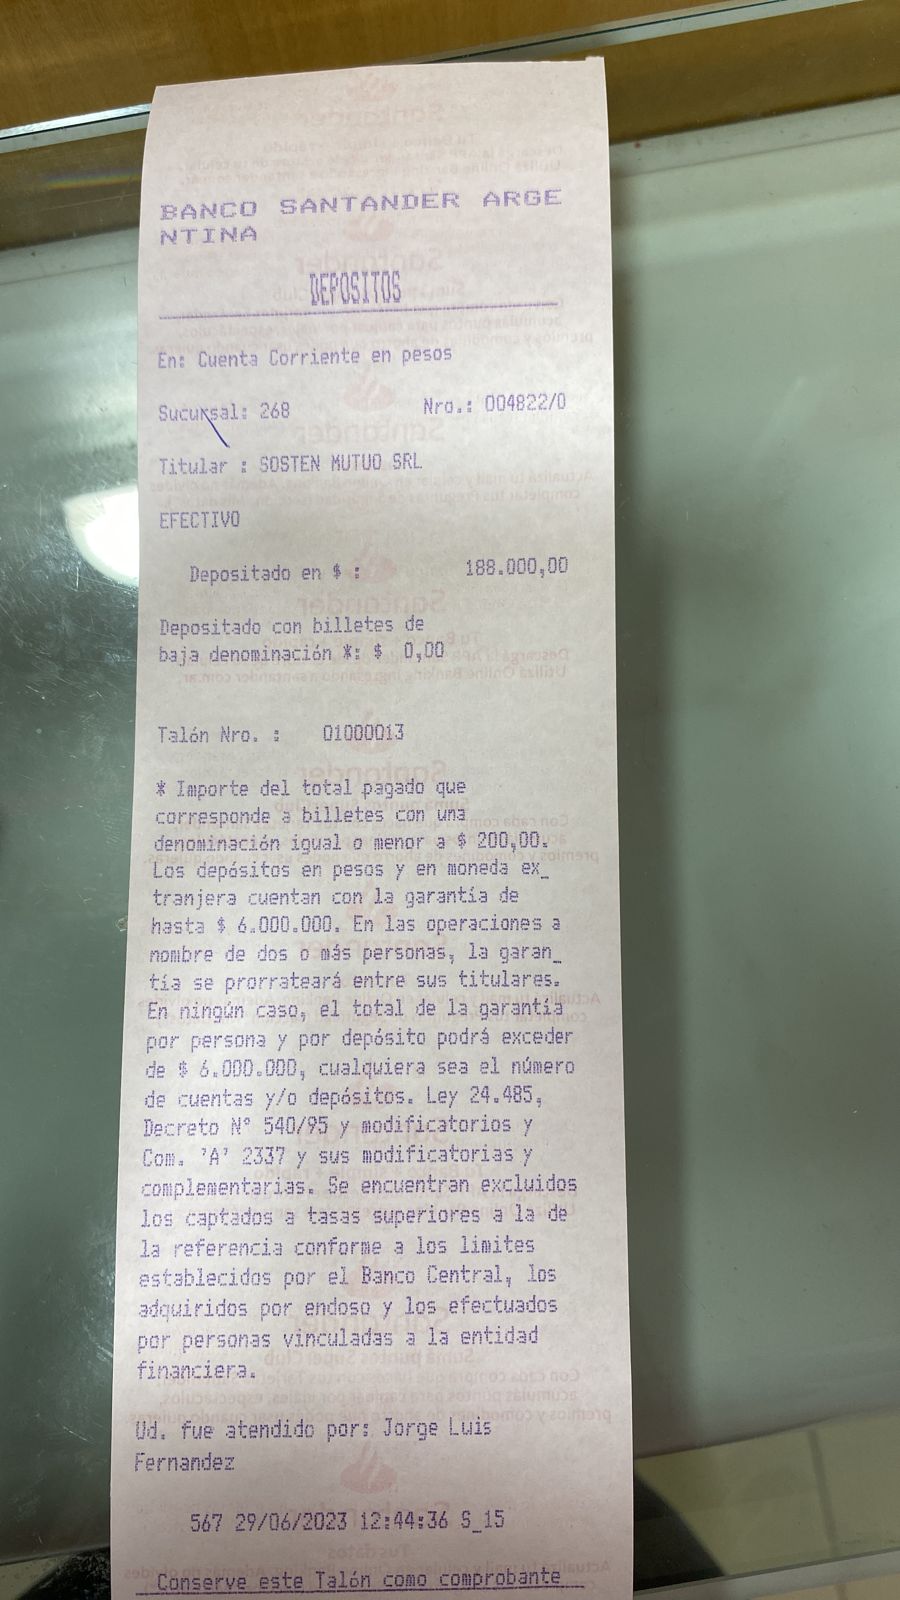 BANCO SANTANDER ARGE
NTINA
DEPOSITOS
En: Cuenta Corriente en pesos
Sucursal: 268 Nro.: 004822/0
Titular : SOSTEN MUTUO SRL
EFECTIVO
Depositado en $ : 188.000,00
Depositado con billetes de
baja denominación *: $ 0,00
Talón Nro. : 01000013
* Importe del total pagado que
corresponde a billetes con una
denominación igual o menor a $ 200,00.
Los depósitos en pesos y en moneda ex_
tranjera cuentan con la garantía de
hasta $ 6.000.000. En las operaciones a
nombre de dos o más personas, la garan_
tía se prorrateará entre sus titulares.
En ningún caso, el total de la garantía
por persona y por depósito podrá exceder
de $ 6.000.000, cualquiera sea el número
de cuentas y/o depósitos. Ley 24.485,
Decreto N° 540/95 y modificatorios y
Com. 'A' 2337 y sus modificatorias y
complementarias. Se encuentran excluidos
los captados a tasas superiores a la de
la referencia conforme a los limites
establecidos por el Banco Central, los
adquiridos por endoso y los efectuados
por personas vinculadas a la entidad
financiera.
Ud. fue atendido por: Jorge Luis
Fernandez
567 29/06/2023 12:44:36 S_15
Conserve este Talón como comprobante